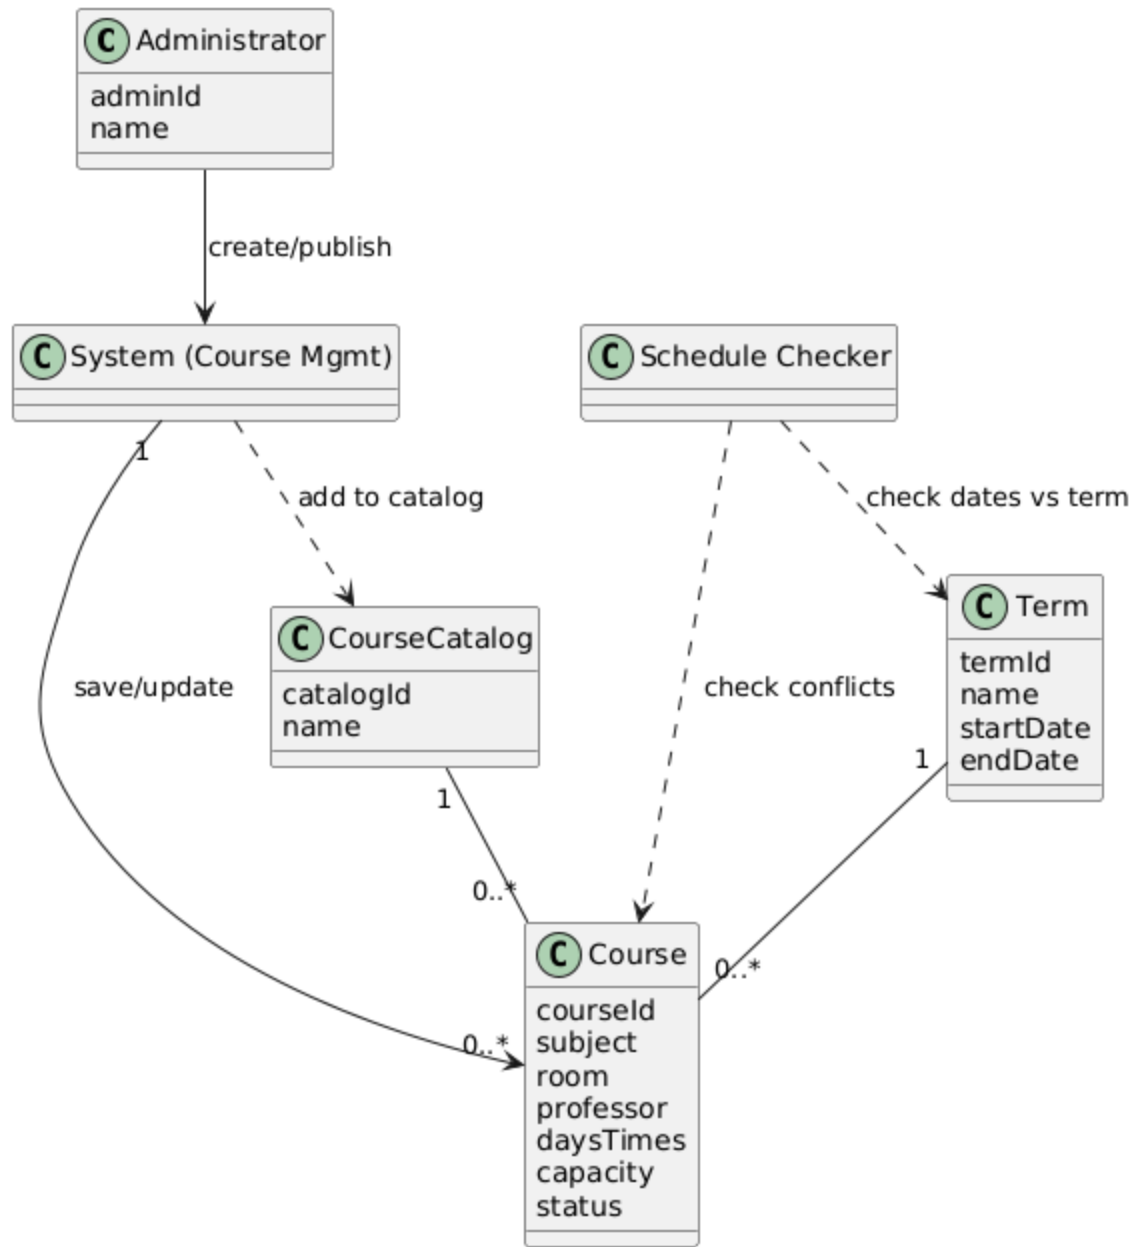 C Administrator
adminId
name
create/publish
C System (Course Mgmt)
C Schedule Checker
1
add to catalog
check dates vs term
C CourseCatalog
catalogId
name
C Term
termId
name
startDate
endDate
save/update
check conflicts
1
1
0..*
0..*
0..*
C Course
courseId
subject
room
professor
daysTimes
capacity
status